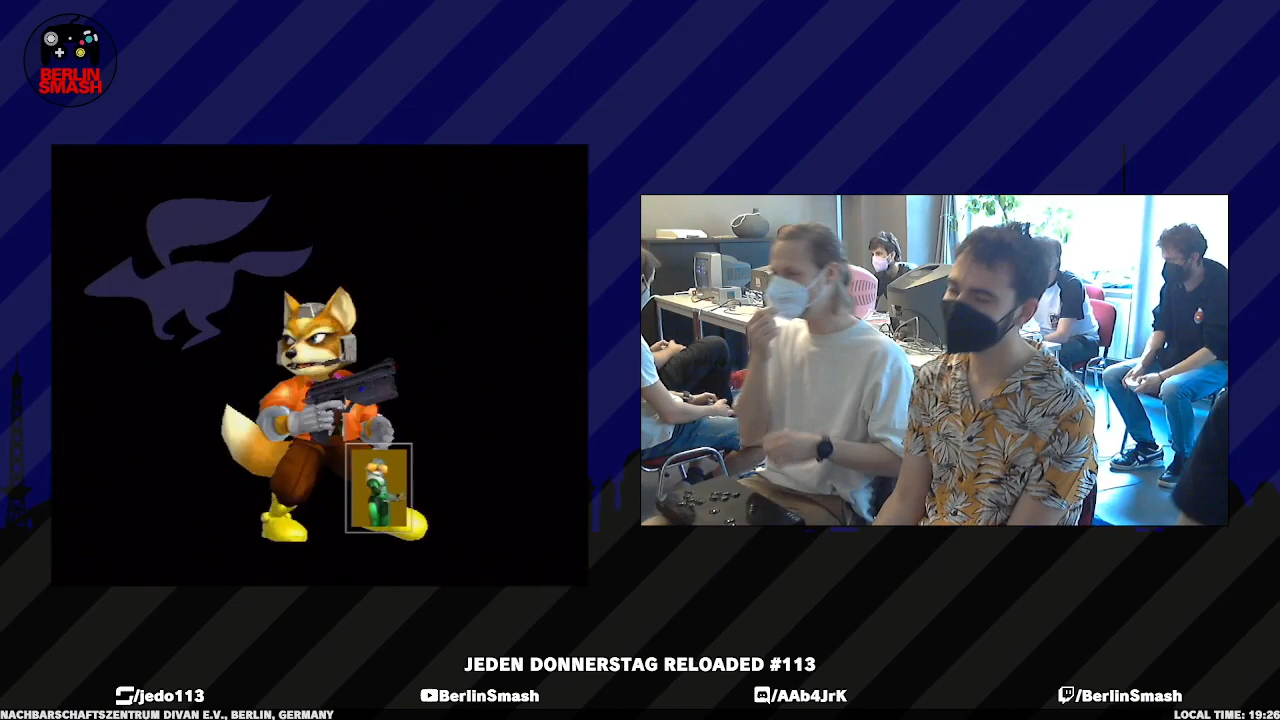 BERLIN
SMASH
JEDEN DONNERSTAG RELOADED #113
/jedo113
BerlinSmash
/AAb4JrK
/BerlinSmash
NACHBARSCHAFTSZENTRUM DIVAN E.V., BERLIN, GERMANY
LOCAL TIME: 19:26